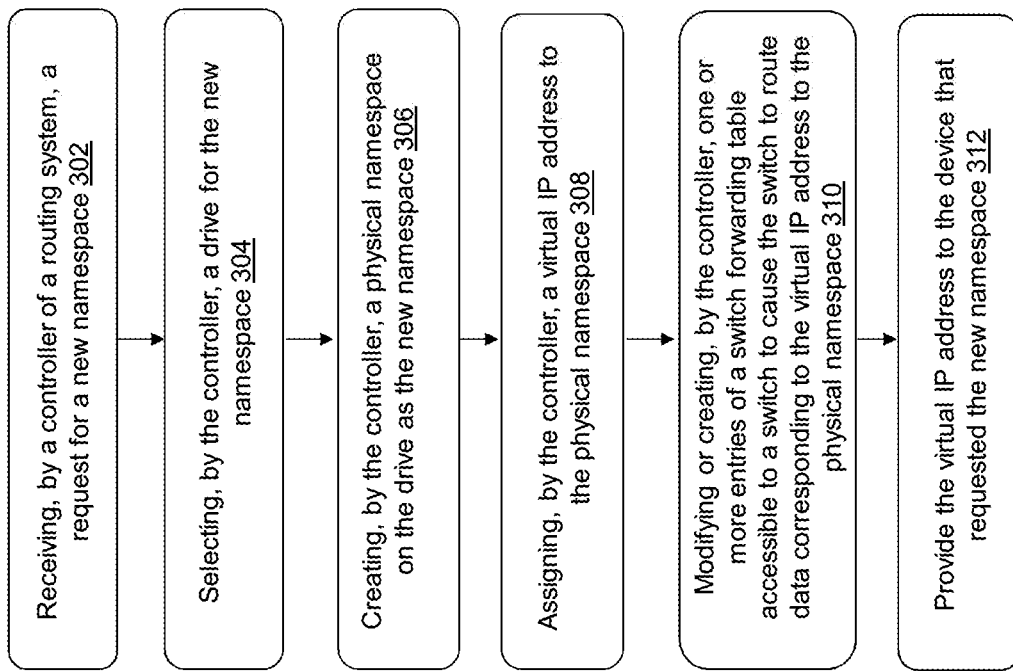 Receiving, by a controller of a routing system, a
request for a new namespace 302
Selecting, by the controller, a drive for the new
namespace 304
Creating, by the controller, a physical namespace
on the drive as the new namespace 306
Assigning, by the controller, a virtual IP address to
the physical namespace 308
Modifying or creating, by the controller, one or
more entries of a switch forwarding table
accessible to a switch to cause the switch to route
data corresponding to the virtual IP address to the
physical namespace 310
Provide the virtual IP address to the device that
requested the new namespace 312